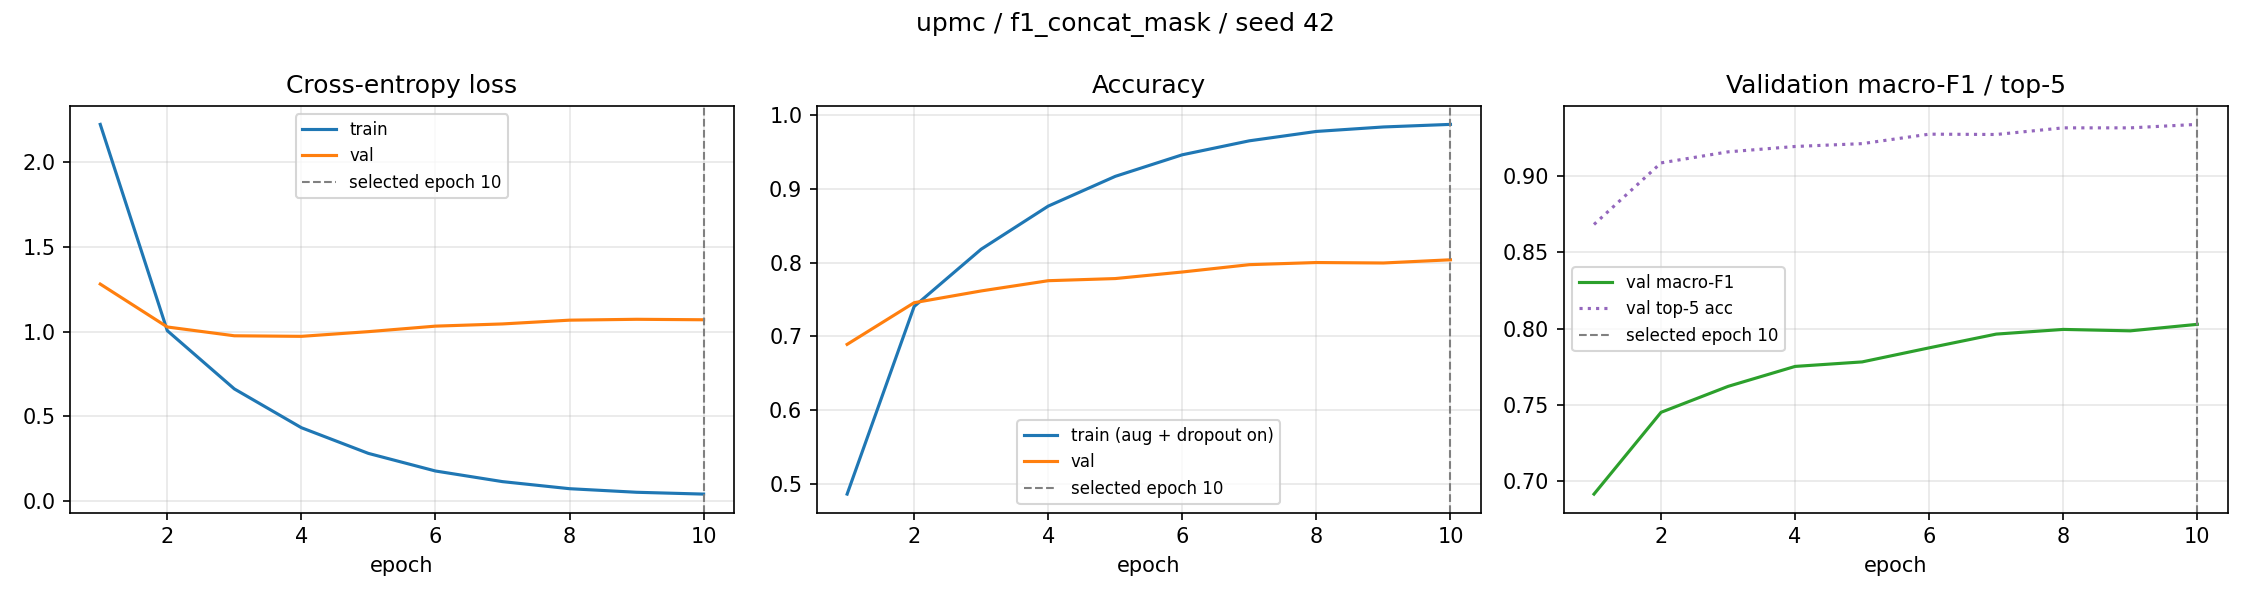 upmc / f1_concat_mask / seed 42
Cross-entropy loss
train
val
selected epoch 10
2.0
1.5
1.0
0.5
0.0
2
4
6
8
10
epoch
Accuracy
1.0
0.9
0.8
0.7
0.6
0.5
train (aug + dropout on)
val
selected epoch 10
2
4
6
8
10
epoch
Validation macro-F1 / top-5
0.90
0.85
0.80
0.75
0.70
val macro-F1
val top-5 acc
selected epoch 10
2
4
6
8
10
epoch